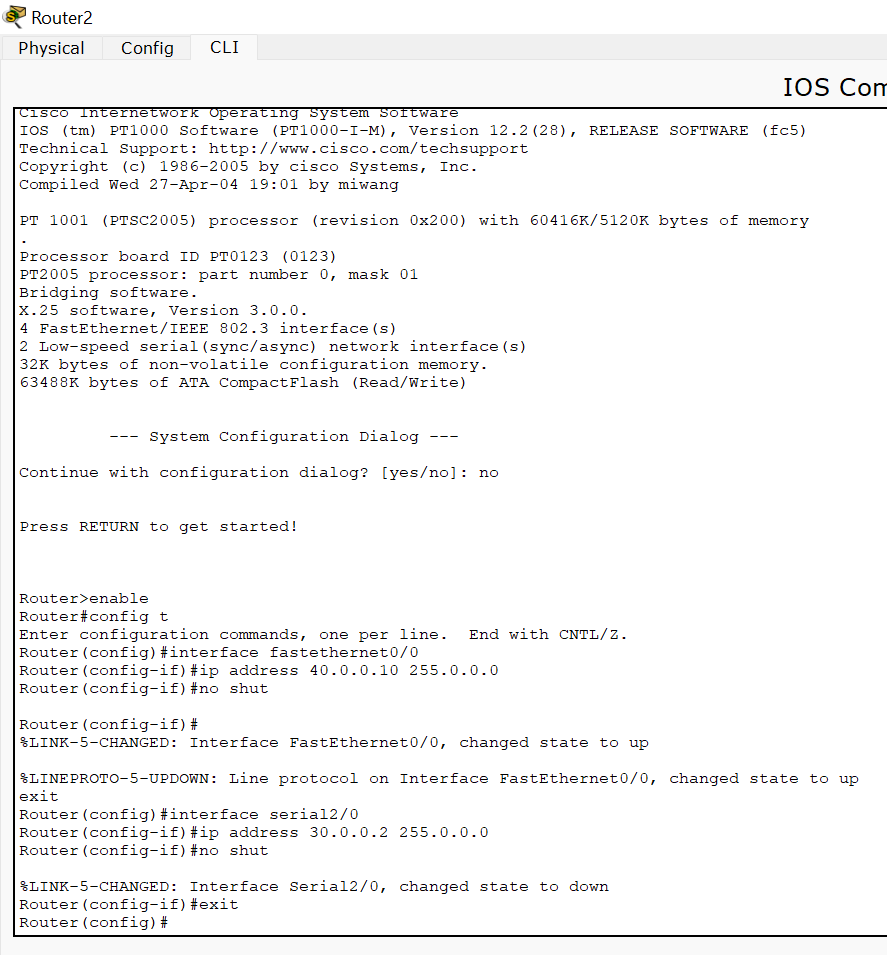 Router2
Physical Config CLI
IOS Com
Cisco Internetwork Operating System Software
IOS (tm) PT1000 Software (PT1000-I-M), Version 12.2(28), RELEASE SOFTWARE (fc5)
Technical Support: http://www.cisco.com/techsupport
Copyright (c) 1986-2005 by cisco Systems, Inc.
Compiled Wed 27-Apr-04 19:01 by miwang
PT 1001 (PTSC2005) processor (revision 0x200) with 60416K/5120K bytes of memory
.
Processor board ID PT0123 (0123)
PT2005 processor: part number 0, mask 01
Bridging software.
X.25 software, Version 3.0.0.
4 FastEthernet/IEEE 802.3 interface(s)
2 Low-speed serial(sync/async) network interface(s)
32K bytes of non-volatile configuration memory.
63488K bytes of ATA CompactFlash (Read/Write)
--- System Configuration Dialog ---
Continue with configuration dialog? [yes/no]: no
Press RETURN to get started!
Router>enable
Router#config t
Enter configuration commands, one per line.  End with CNTL/Z.
Router(config)#interface fastethernet0/0
Router(config-if)#ip address 40.0.0.10 255.0.0.0
Router(config-if)#no shut
Router(config-if)#
%LINK-5-CHANGED: Interface FastEthernet0/0, changed state to up
%LINEPROTO-5-UPDOWN: Line protocol on Interface FastEthernet0/0, changed state to up
exit
Router(config)#interface serial2/0
Router(config-if)#ip address 30.0.0.2 255.0.0.0
Router(config-if)#no shut
%LINK-5-CHANGED: Interface Serial2/0, changed state to down
Router(config-if)#exit
Router(config)#